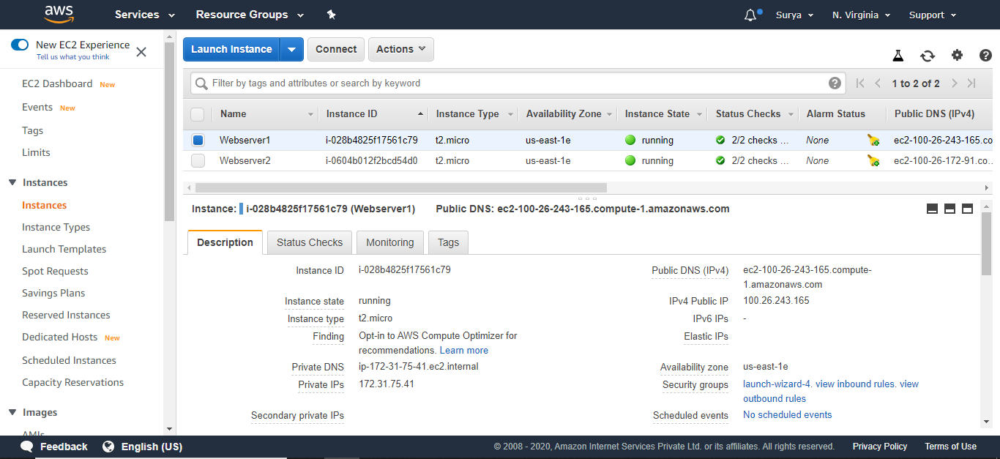 aws Services Resource Groups Surya N. Virginia Support
New EC2 Experience
Tell us what you think
EC2 Dashboard New
Events New
Tags
Limits
Instances
Instances
Instance Types
Launch Templates
Spot Requests
Savings Plans
Reserved Instances
Dedicated Hosts New
Scheduled Instances
Capacity Reservations
Images
AMIs
Launch Instance Connect Actions
Filter by tags and attributes or search by keyword ? 1 to 2 of 2
Name Instance ID Instance Type Availability Zone Instance State Status Checks Alarm Status Public DNS (IPv4)
Webserver1 i-028b4825f17561c79 t2.micro us-east-1e running 2/2 checks ... None ec2-100-26-243-165.co
Webserver2 i-0604b012f2bcd54d0 t2.micro us-east-1e running 2/2 checks ... None ec2-100-26-172-91.co...
Instance: i-028b4825f17561c79 (Webserver1) Public DNS: ec2-100-26-243-165.compute-1.amazonaws.com
Description Status Checks Monitoring Tags
Instance ID i-028b4825f17561c79
Instance state running
Instance type t2.micro
Finding Opt-in to AWS Compute Optimizer for
recommendations. Learn more
Private DNS ip-172-31-75-41.ec2.internal
Private IPs 172.31.75.41
Secondary private IPs
Public DNS (IPv4) ec2-100-26-243-165.compute-
1.amazonaws.com
IPv4 Public IP 100.26.243.165
IPv6 IPs -
Elastic IPs
Availability zone us-east-1e
Security groups launch-wizard-4. view inbound rules. view
outbound rules
Scheduled events No scheduled events
Feedback English (US) © 2008 - 2020, Amazon Internet Services Private Ltd. or its affiliates. All rights reserved. Privacy Policy Terms of Use